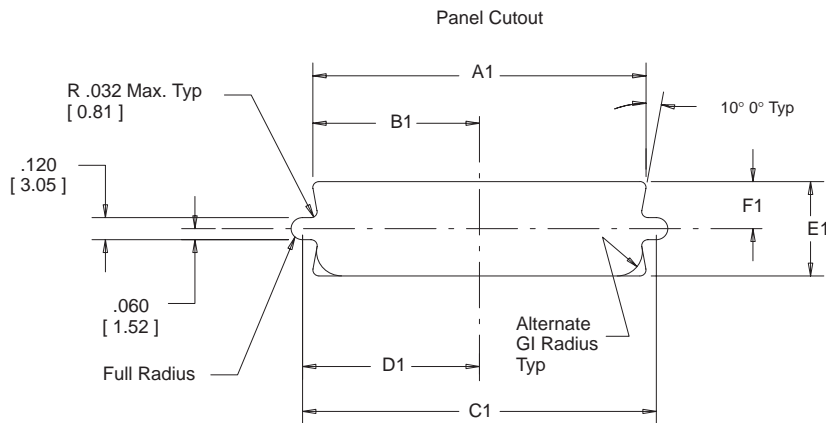 Panel Cutout
A1
R .032 Max. Typ
[ 0.81 ]
B1
10° 0° Typ
.120
[ 3.05 ]
F1
E1
.060
[ 1.52 ]
Alternate
GI Radius
Typ
Full Radius
D1
C1